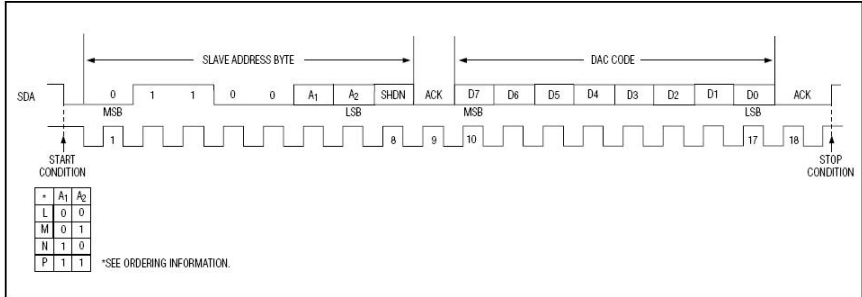 SLAVE ADDRESS BYTE DAC CODE
SDA 0 1 1 0 0 A1 A2 SHDN ACK D7 D6 D5 D4 D3 D2 D1 D0 ACK
MSB LSB MSB LSB
1 8 9 10 17 18
START CONDITION STOP CONDITION
* A1 A2
L 0 0
M 0 1
N 1 0
P 1 1 *SEE ORDERING INFORMATION.